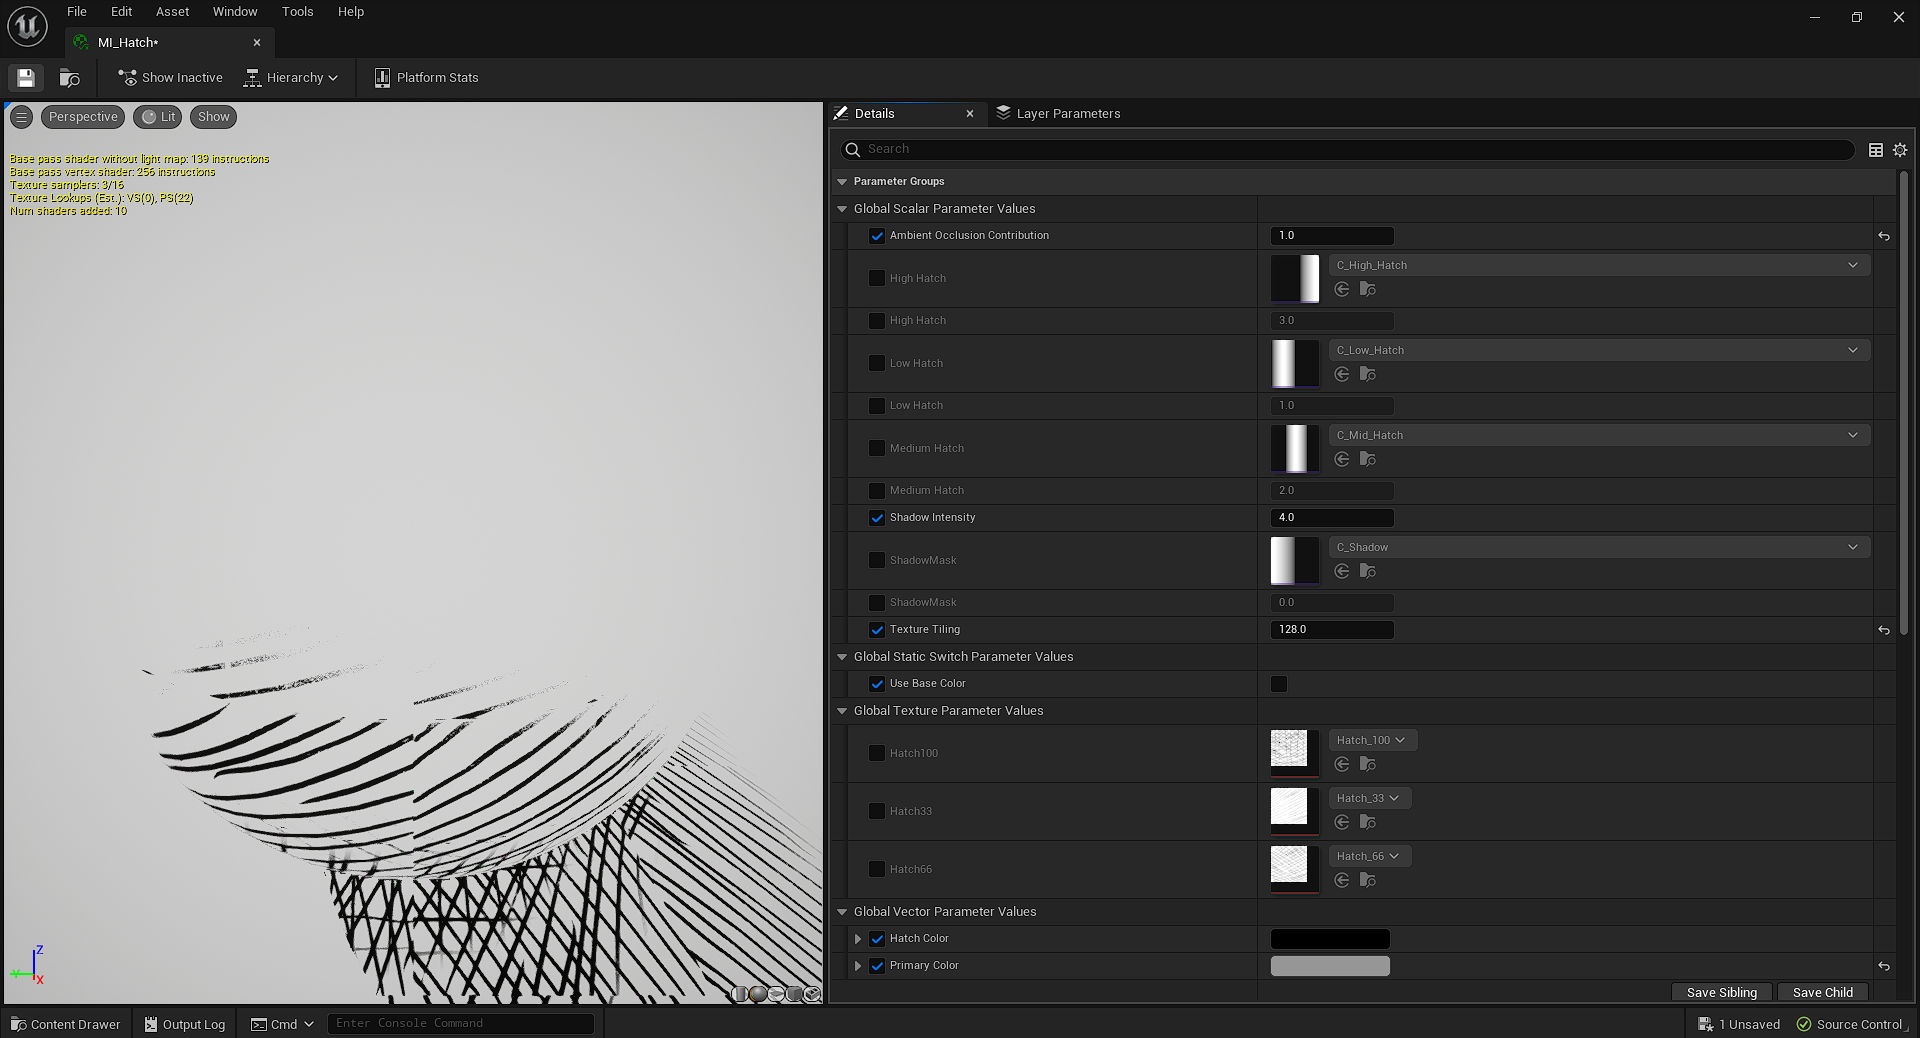 File Edit Asset Window Tools Help
MI_Hatch*
Show Inactive Hierarchy Platform Stats
Perspective Lit Show
Base pass shader without light map: 139 instructions
Base pass vertex shader: 256 instructions
Texture samplers: 3/16
Texture Lookups (Est.): VS(0), PS(22)
Num shaders added: 10
Z
Y
X
Details Layer Parameters
Search
Parameter Groups
Global Scalar Parameter Values
Ambient Occlusion Contribution 1.0
High Hatch C_High_Hatch
High Hatch 3.0
Low Hatch C_Low_Hatch
Low Hatch 1.0
Medium Hatch C_Mid_Hatch
Medium Hatch 2.0
Shadow Intensity 4.0
ShadowMask C_Shadow
ShadowMask 0.0
Texture Tiling 128.0
Global Static Switch Parameter Values
Use Base Color
Global Texture Parameter Values
Hatch100 Hatch_100
Hatch33 Hatch_33
Hatch66 Hatch_66
Global Vector Parameter Values
Hatch Color
Primary Color
Save Sibling Save Child
Content Drawer Output Log Cmd Enter Console Command 1 Unsaved Source Control